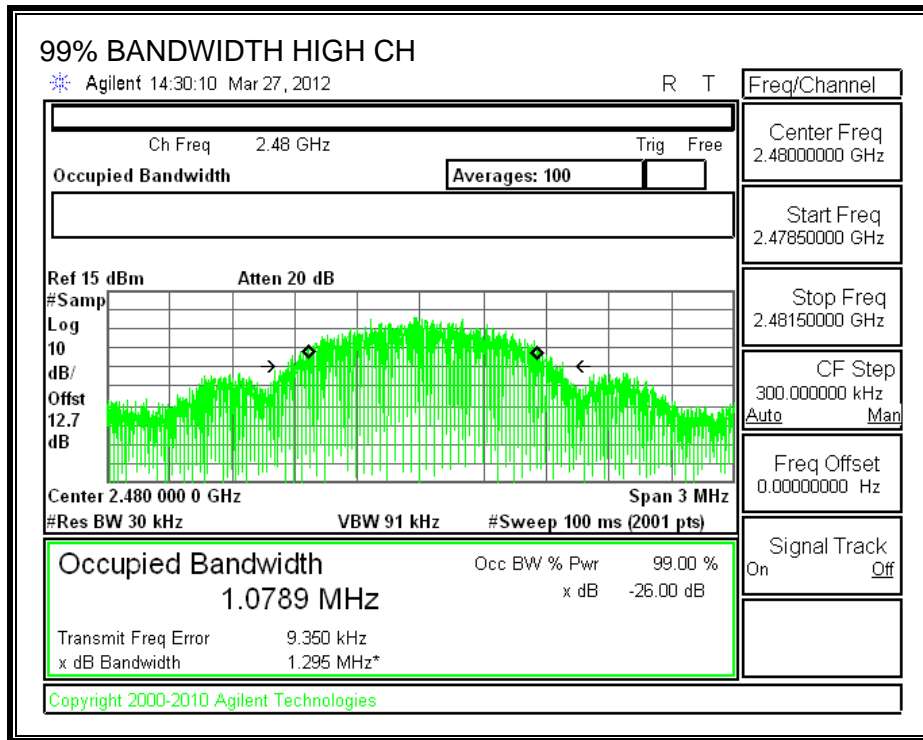 99% BANDWIDTH HIGH CH
Agilent 14:30:10 Mar 27, 2012 R T
Freq/Channel
Ch Freq 2.48 GHz Trig Free
Occupied Bandwidth Averages: 100
Center Freq
2.48000000 GHz
Start Freq
2.47850000 GHz
Stop Freq
2.48150000 GHz
CF Step
300.000000 kHz
Auto Man
Freq Offset
0.00000000 Hz
Signal Track
On Off
Ref 15 dBm Atten 20 dB
#Samp
Log
10
dB/
Offst
12.7
dB
Center 2.480 000 0 GHz Span 3 MHz
#Res BW 30 kHz VBW 91 kHz #Sweep 100 ms (2001 pts)
Occupied Bandwidth
1.0789 MHz
Occ BW % Pwr 99.00 %
x dB -26.00 dB
Transmit Freq Error 9.350 kHz
x dB Bandwidth 1.295 MHz*
Copyright 2000-2010 Agilent Technologies